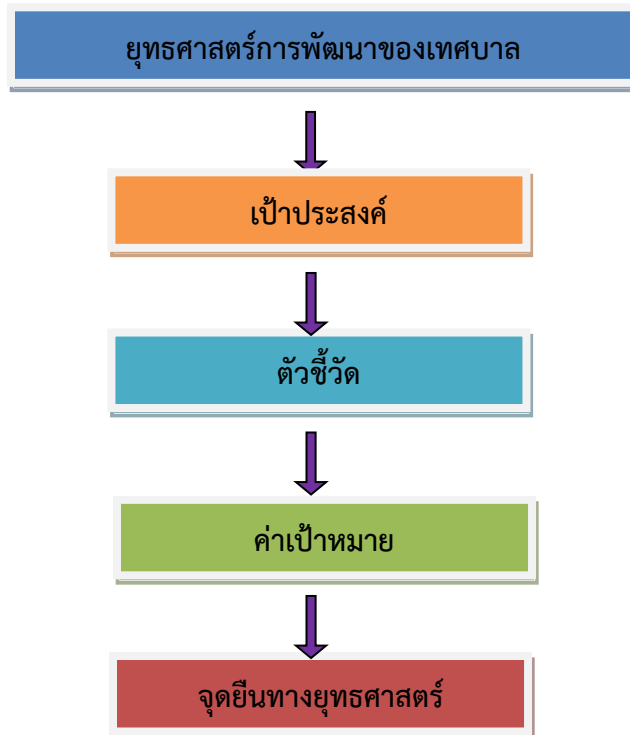 ยุทธศาสตร์การพัฒนาของเทศบาล
เป้าประสงค์
ตัวชี้วัด
ค่าเป้าหมาย
จุดยืนทางยุทธศาสตร์